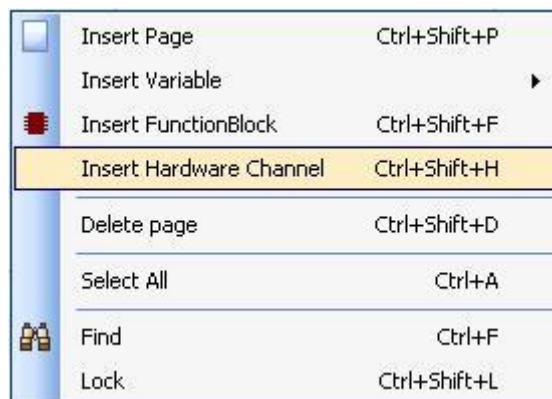 Insert Page Ctrl+Shift+P
Insert Variable
Insert FunctionBlock Ctrl+Shift+F
Insert Hardware Channel Ctrl+Shift+H
Delete page Ctrl+Shift+D
Select All Ctrl+A
Find Ctrl+F
Lock Ctrl+Shift+L